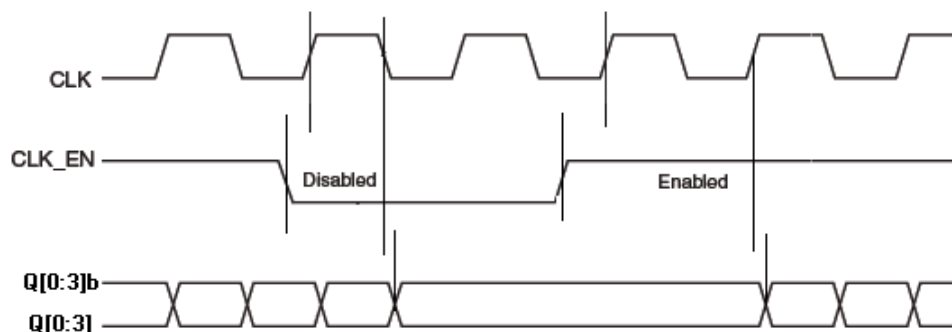 CLK
CLK_EN
Disabled
Enabled
Q[0:3]b
Q[0:3]